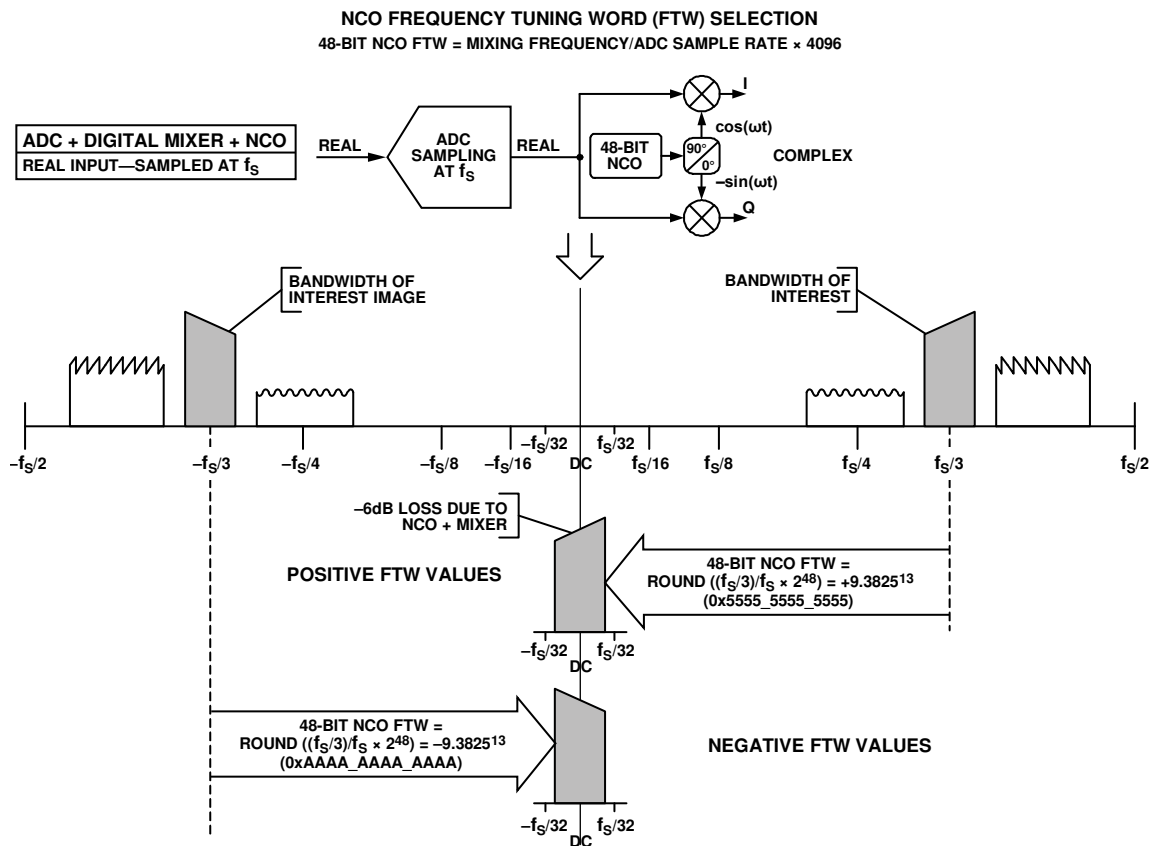 NCO FREQUENCY TUNING WORD (FTW) SELECTION
48-BIT NCO FTW = MIXING FREQUENCY/ADC SAMPLE RATE × 4096
ADC + DIGITAL MIXER + NCO
REAL INPUT—SAMPLED AT fS
REAL
ADC
SAMPLING
AT fS
REAL
48-BIT
NCO
90°
0°
I
cos(ωt)
COMPLEX
–sin(ωt)
Q
BANDWIDTH OF
INTEREST IMAGE
BANDWIDTH OF
INTEREST
–fS/2
–fS/3
–fS/4
–fS/8
–fS/16
–fS/32
DC
fS/32
fS/16
fS/8
fS/4
fS/3
fS/2
–6dB LOSS DUE TO
NCO + MIXER
POSITIVE FTW VALUES
48-BIT NCO FTW =
ROUND ((fS/3)/fS × 2^48) = +9.3825^13
(0x5555_5555_5555)
–fS/32
DC
fS/32
48-BIT NCO FTW =
ROUND ((fS/3)/fS × 2^48) = –9.3825^13
(0xAAAA_AAAA_AAAA)
NEGATIVE FTW VALUES
–fS/32
DC
fS/32